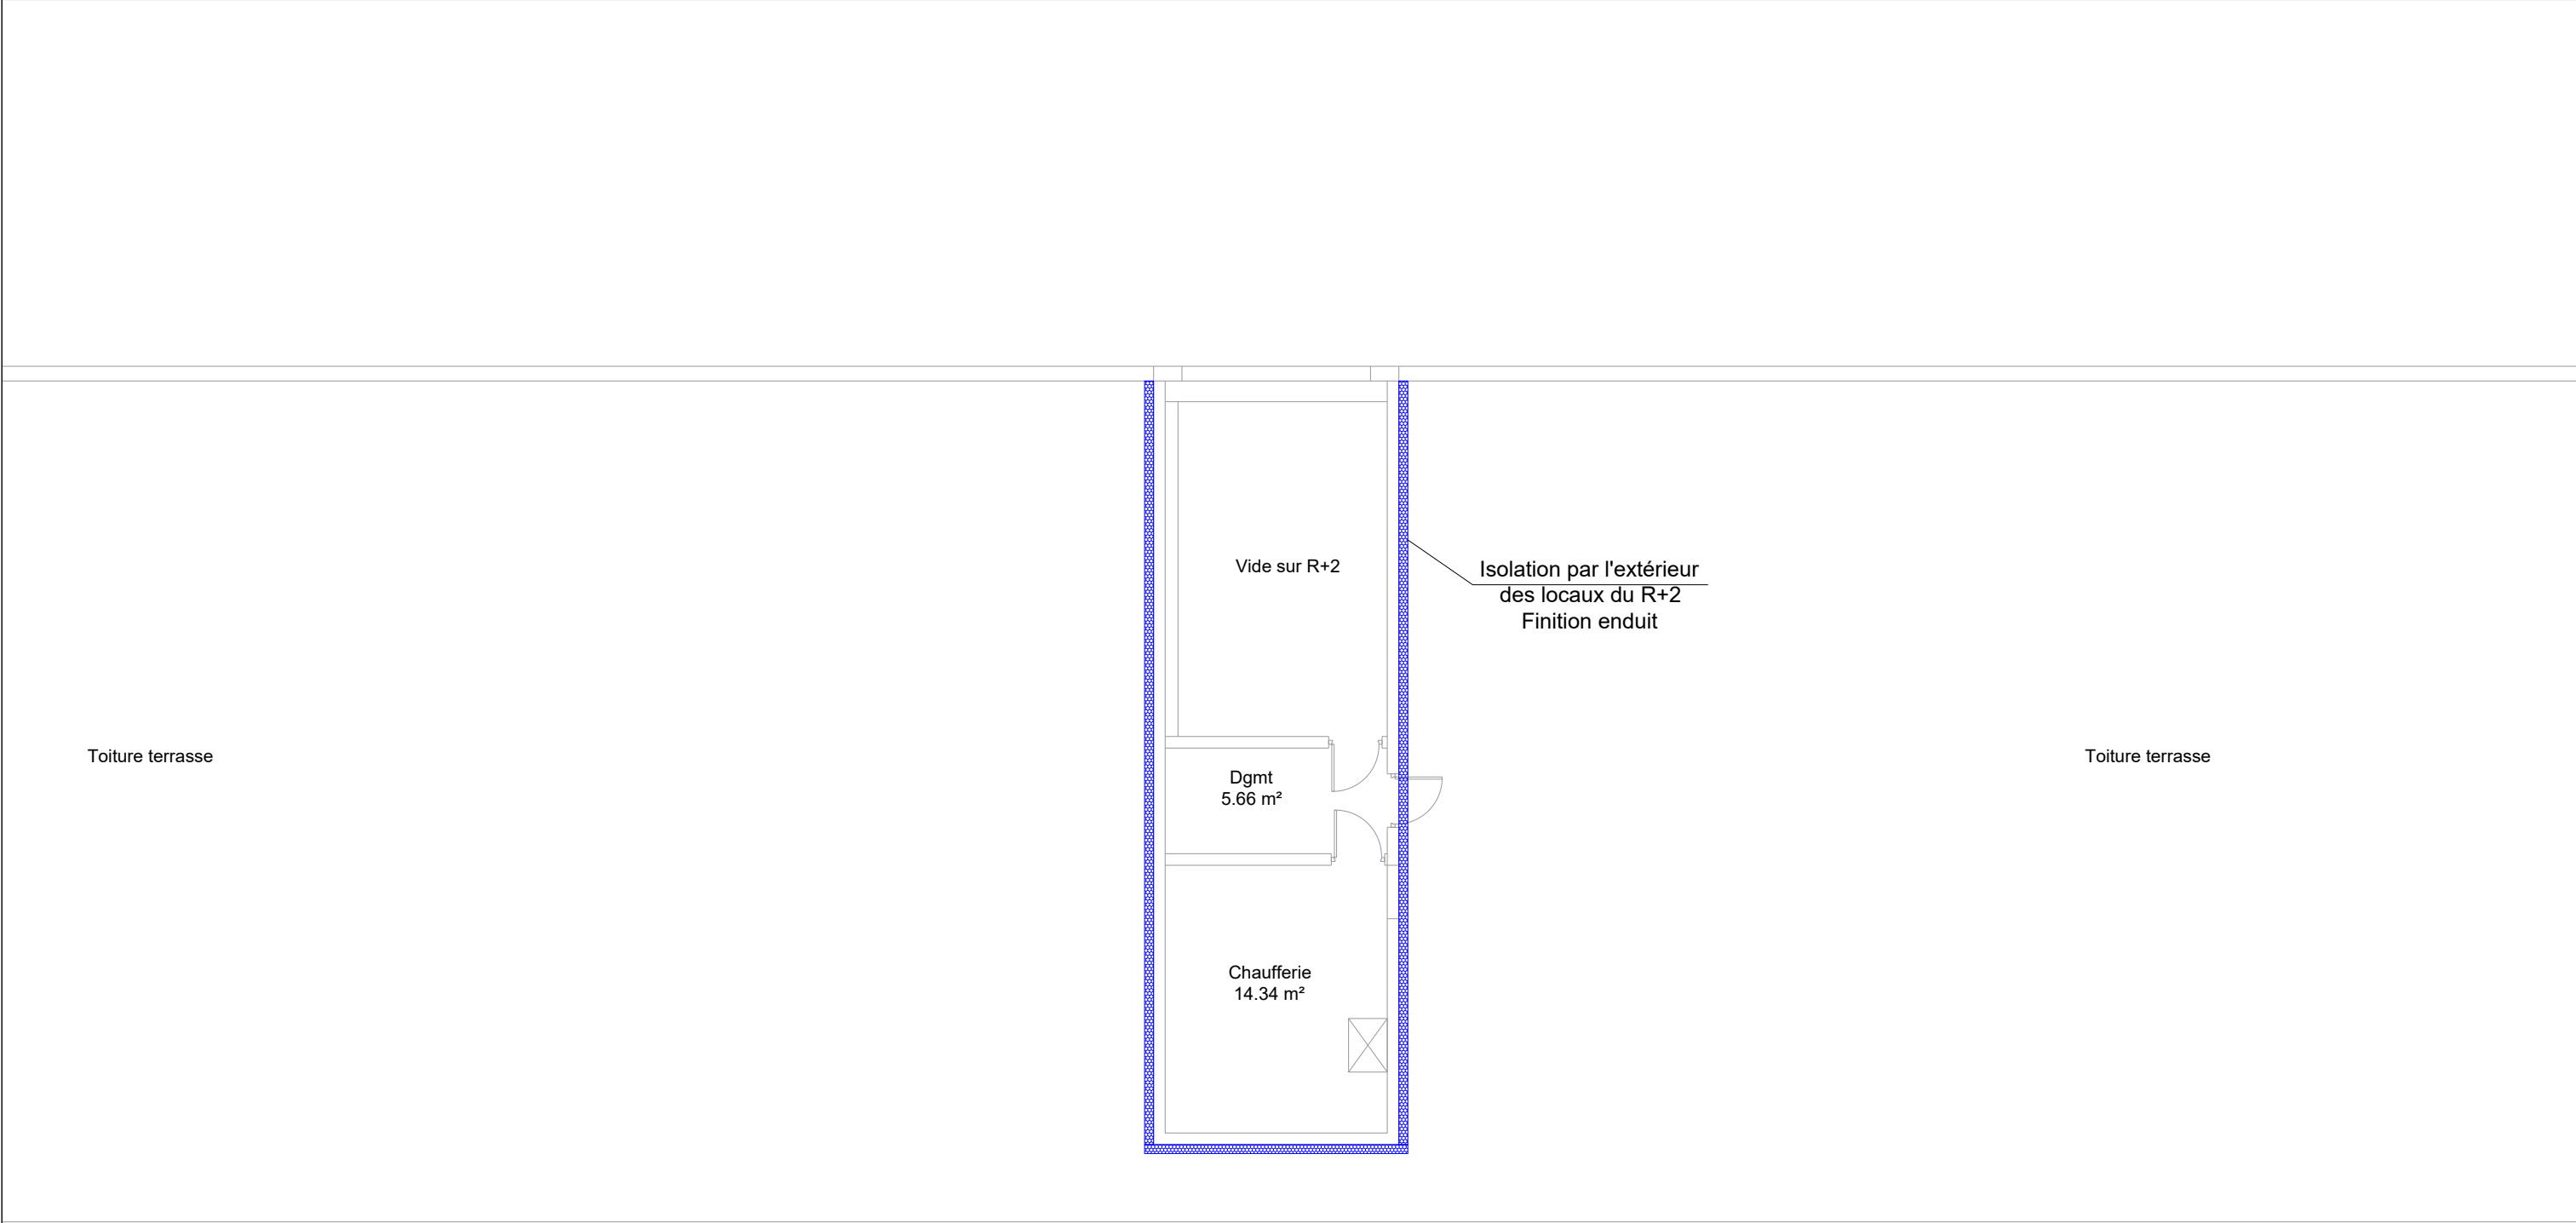 Vide sur R+2
Isolation par l'extérieur
des locaux du R+2
Finition enduit
Toiture terrasse
Dgmt
5.66 m²
Toiture terrasse
Chaufferie
14.34 m²